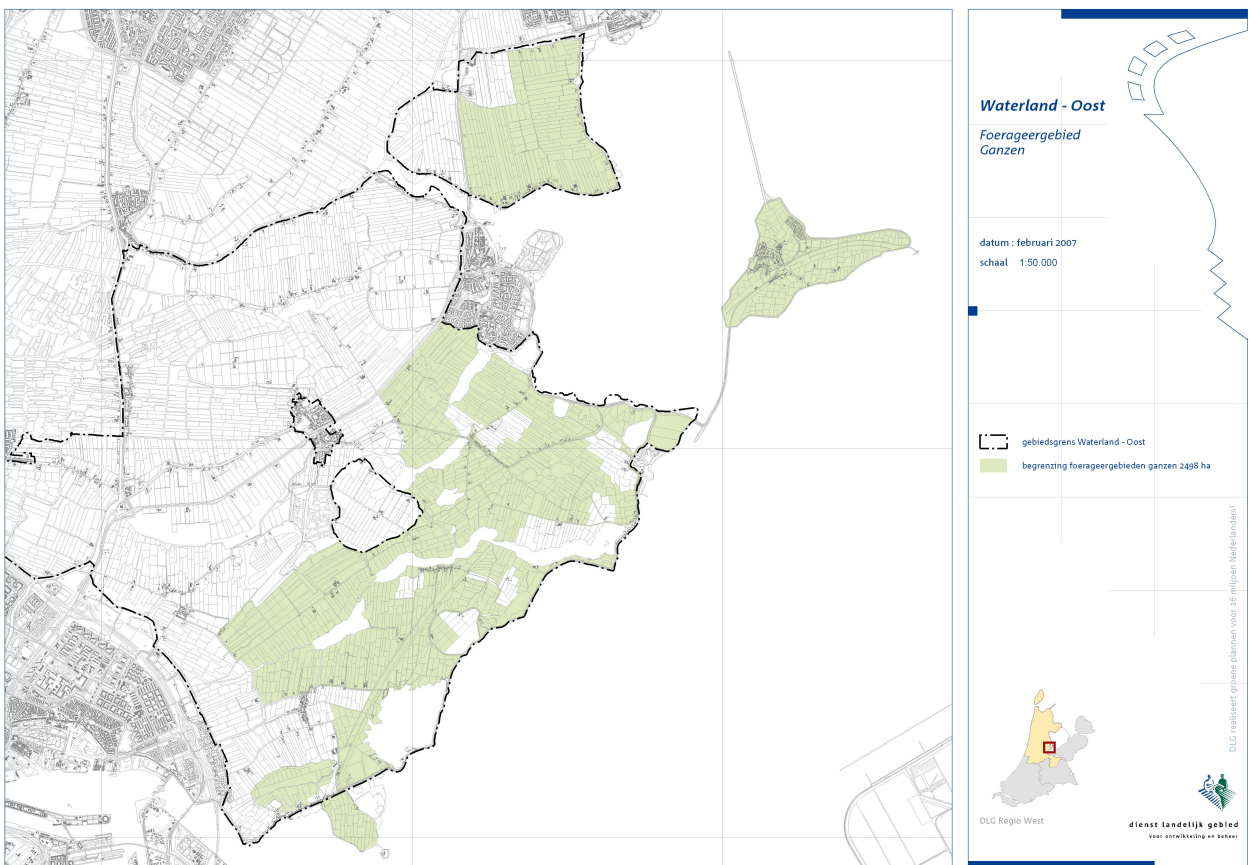 Waterland - Oost
Foerageergebied
Ganzen
datum : februari 2007
schaal 1:50.000
gebiedsgrens Waterland - Oost
begrenzing foerageergebieden ganzen 2498 ha
DLG realiseert groene plannen voor 16 miljoen Nederlanders!
DLG Regio West
dienst landelijk gebied
voor ontwikkeling en beheer